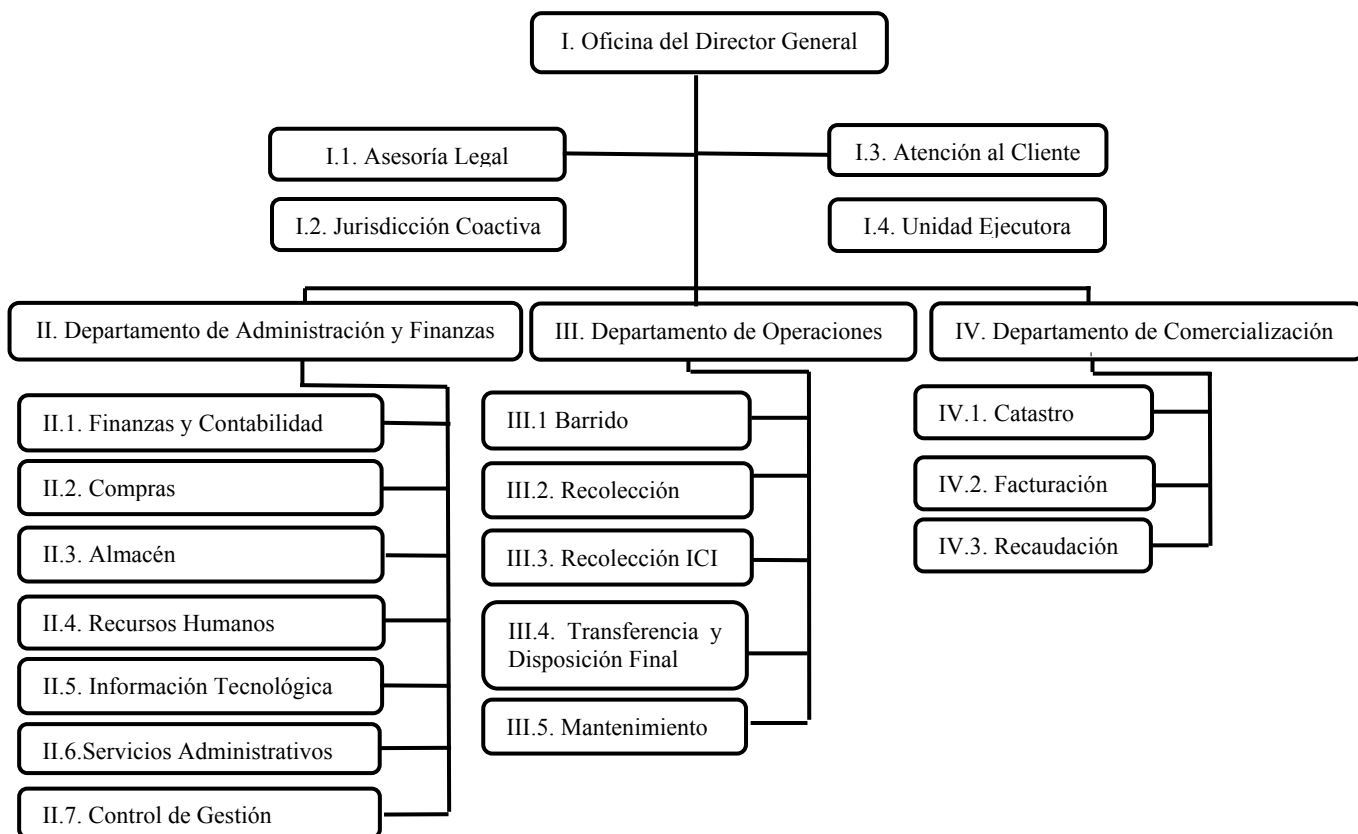 I. Oficina del Director General
I.1. Asesoría Legal
I.3. Atención al Cliente
I.2. Jurisdicción Coactiva
I.4. Unidad Ejecutora
II. Departamento de Administración y Finanzas
III. Departamento de Operaciones
IV. Departamento de Comercialización
II.1. Finanzas y Contabilidad
II.2. Compras
II.3. Almacén
II.4. Recursos Humanos
II.5. Información Tecnológica
II.6.Servicios Administrativos
II.7. Control de Gestión
III.1 Barrido
III.2. Recolección
III.3. Recolección ICI
III.4. Transferencia y
Disposición Final
III.5. Mantenimiento
IV.1. Catastro
IV.2. Facturación
IV.3. Recaudación